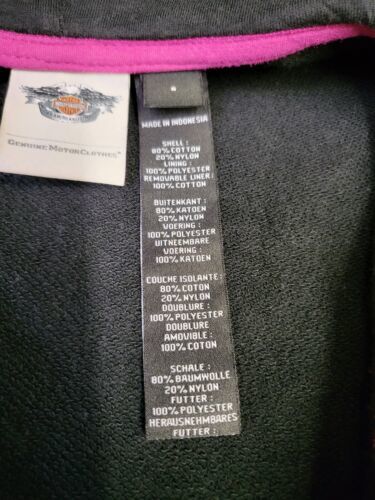 GENUINE MOTORCLOTHES®
MADE IN INDONESIA
SHELL :
80% COTTON
20% NYLON
LINING :
100% POLYESTER
REMOVABLE LINER :
100% COTTON
BUITENKANT :
80% KATOEN
20% NYLON
VOERING :
100% POLYESTER
UITNEEMBARE
VOERING :
100% KATOEN
COUCHE ISOLANTE :
80% COTON
20% NYLON
DOUBLURE :
100% POLYESTER
DOUBLURE
AMOVIBLE :
100% COTON
SCHALE :
80% BAUMWOLLE
20% NYLON
FUTTER :
100% POLYESTER
HERAUSNEHMBARES
FUTTER :